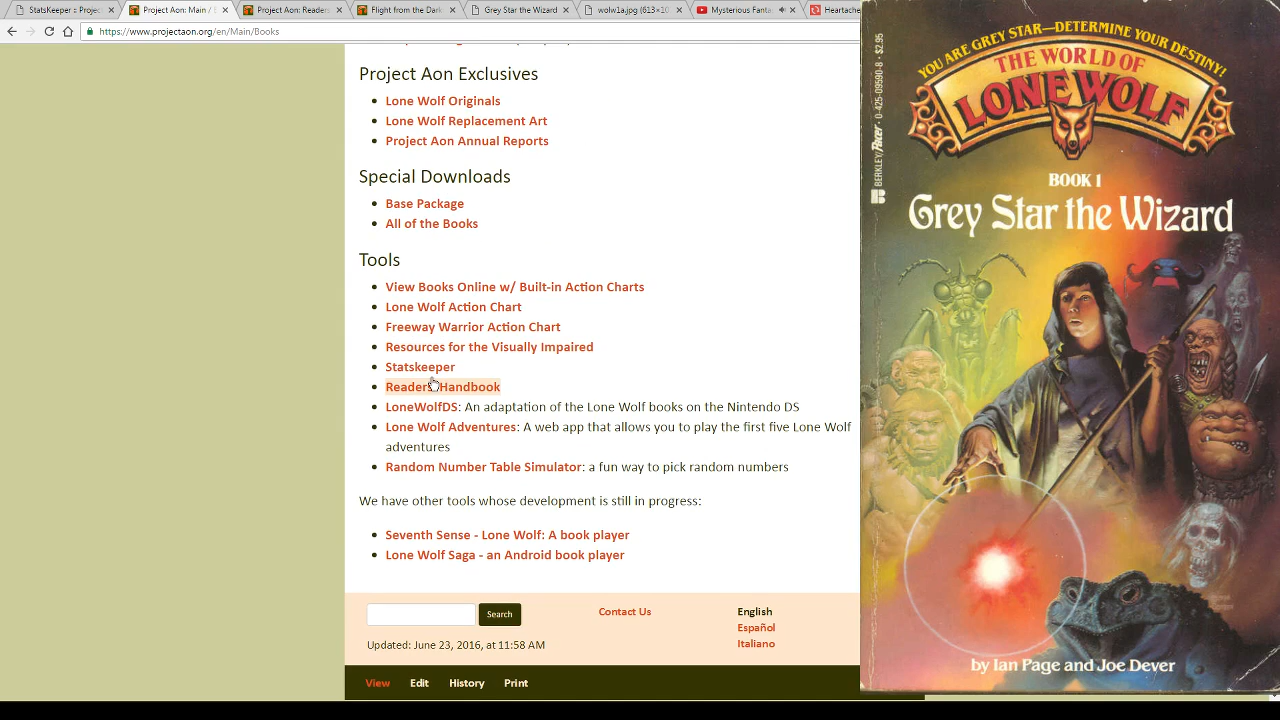 StatsKeeper :: Projec
Project Aon: Main / B
Project Aon: Readers
Flight from the Dark
Grey Star the Wizard
wolw1a.jpg (613×10
Mysterious Fanta
Heartache
https://www.projectaon.org/en/Main/Books
Project Aon Exclusives
Lone Wolf Originals
Lone Wolf Replacement Art
Project Aon Annual Reports
Special Downloads
Base Package
All of the Books
Tools
View Books Online w/ Built-in Action Charts
Lone Wolf Action Chart
Freeway Warrior Action Chart
Resources for the Visually Impaired
Statskeeper
Reader's Handbook
LoneWolfDS: An adaptation of the Lone Wolf books on the Nintendo DS
Lone Wolf Adventures: A web app that allows you to play the first five Lone Wolf
adventures
Random Number Table Simulator: a fun way to pick random numbers
We have other tools whose development is still in progress:
Seventh Sense - Lone Wolf: A book player
Lone Wolf Saga - an Android book player
Search
Contact Us
English
Español
Italiano
Updated: June 23, 2016, at 11:58 AM
View Edit History Print
YOU ARE GREY STAR—DETERMINE YOUR DESTINY!
THE WORLD OF
LONE WOLF
BOOK 1
Grey Star the Wizard
by Ian Page and Joe Dever
BERKLEY/Pacer • 0-425-09590-8 • $2.95